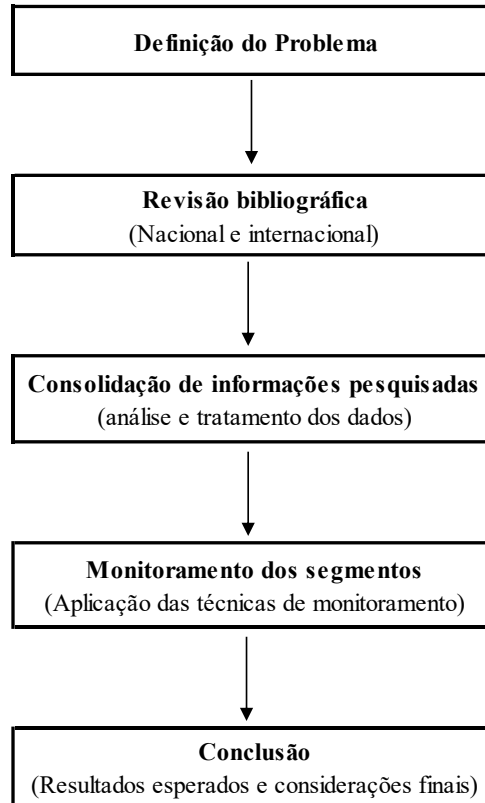 Definição do Problema
Revisão bibliográfica
(Nacional e internacional)
Consolidação de informações pesquisadas
(análise e tratamento dos dados)
Monitoramento dos segmentos
(Aplicação das técnicas de monitoramento)
Conclusão
(Resultados esperados e considerações finais)